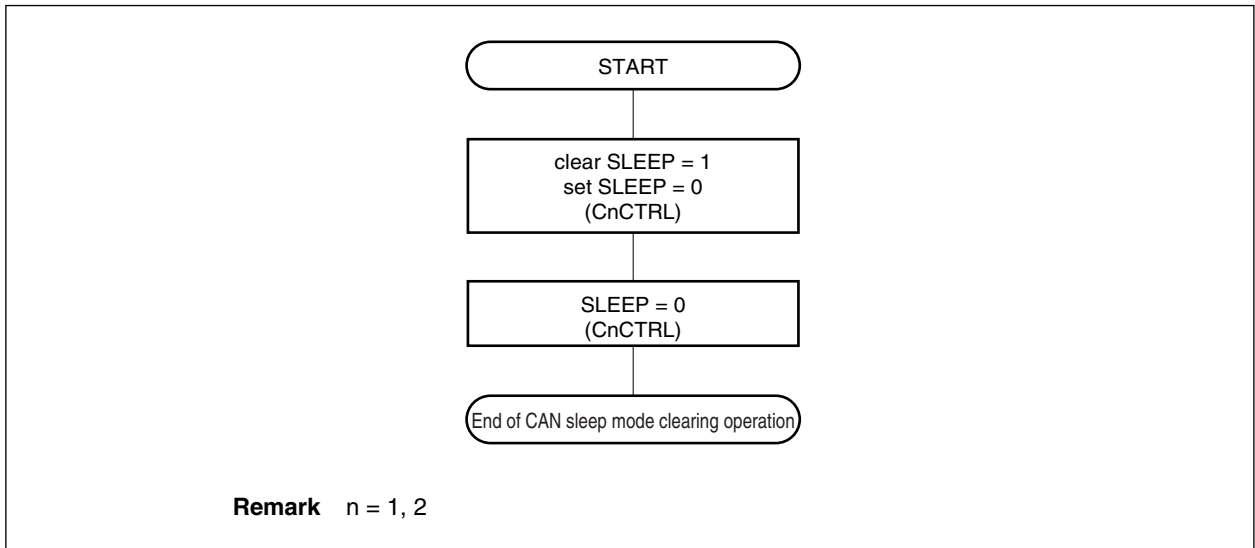 START
clear SLEEP = 1
set SLEEP = 0
(CnCTRL)
SLEEP = 0
(CnCTRL)
End of CAN sleep mode clearing operation
Remark n = 1, 2